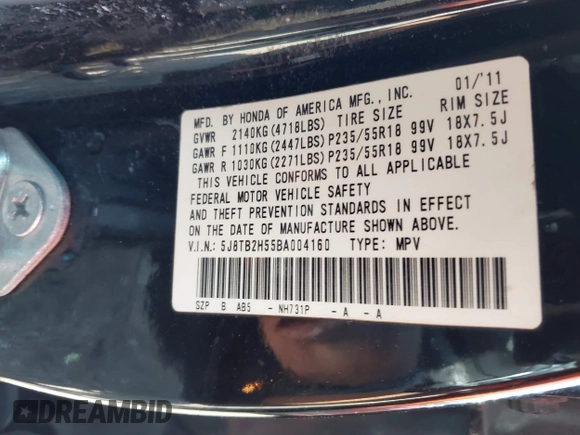 MFD. BY HONDA OF AMERICA MFG., INC. 01/'11
GVWR 2140KG(4718LBS) TIRE SIZE RIM SIZE
GAWR F 1110KG(2447LBS)P235/55R18 99V 18X7.5J
GAWR R 1030KG(2271LBS)P235/55R18 99V 18X7.5J
THIS VEHICLE CONFORMS TO ALL APPLICABLE
FEDERAL MOTOR VEHICLE SAFETY
AND THEFT PREVENTION STANDARDS IN EFFECT
ON THE DATE OF MANUFACTURE SHOWN ABOVE.
V.I.N.: 5J8TB2H55BA004160 TYPE: MPV
SZP B AB5 - NH731P - A - A
DREAMBID